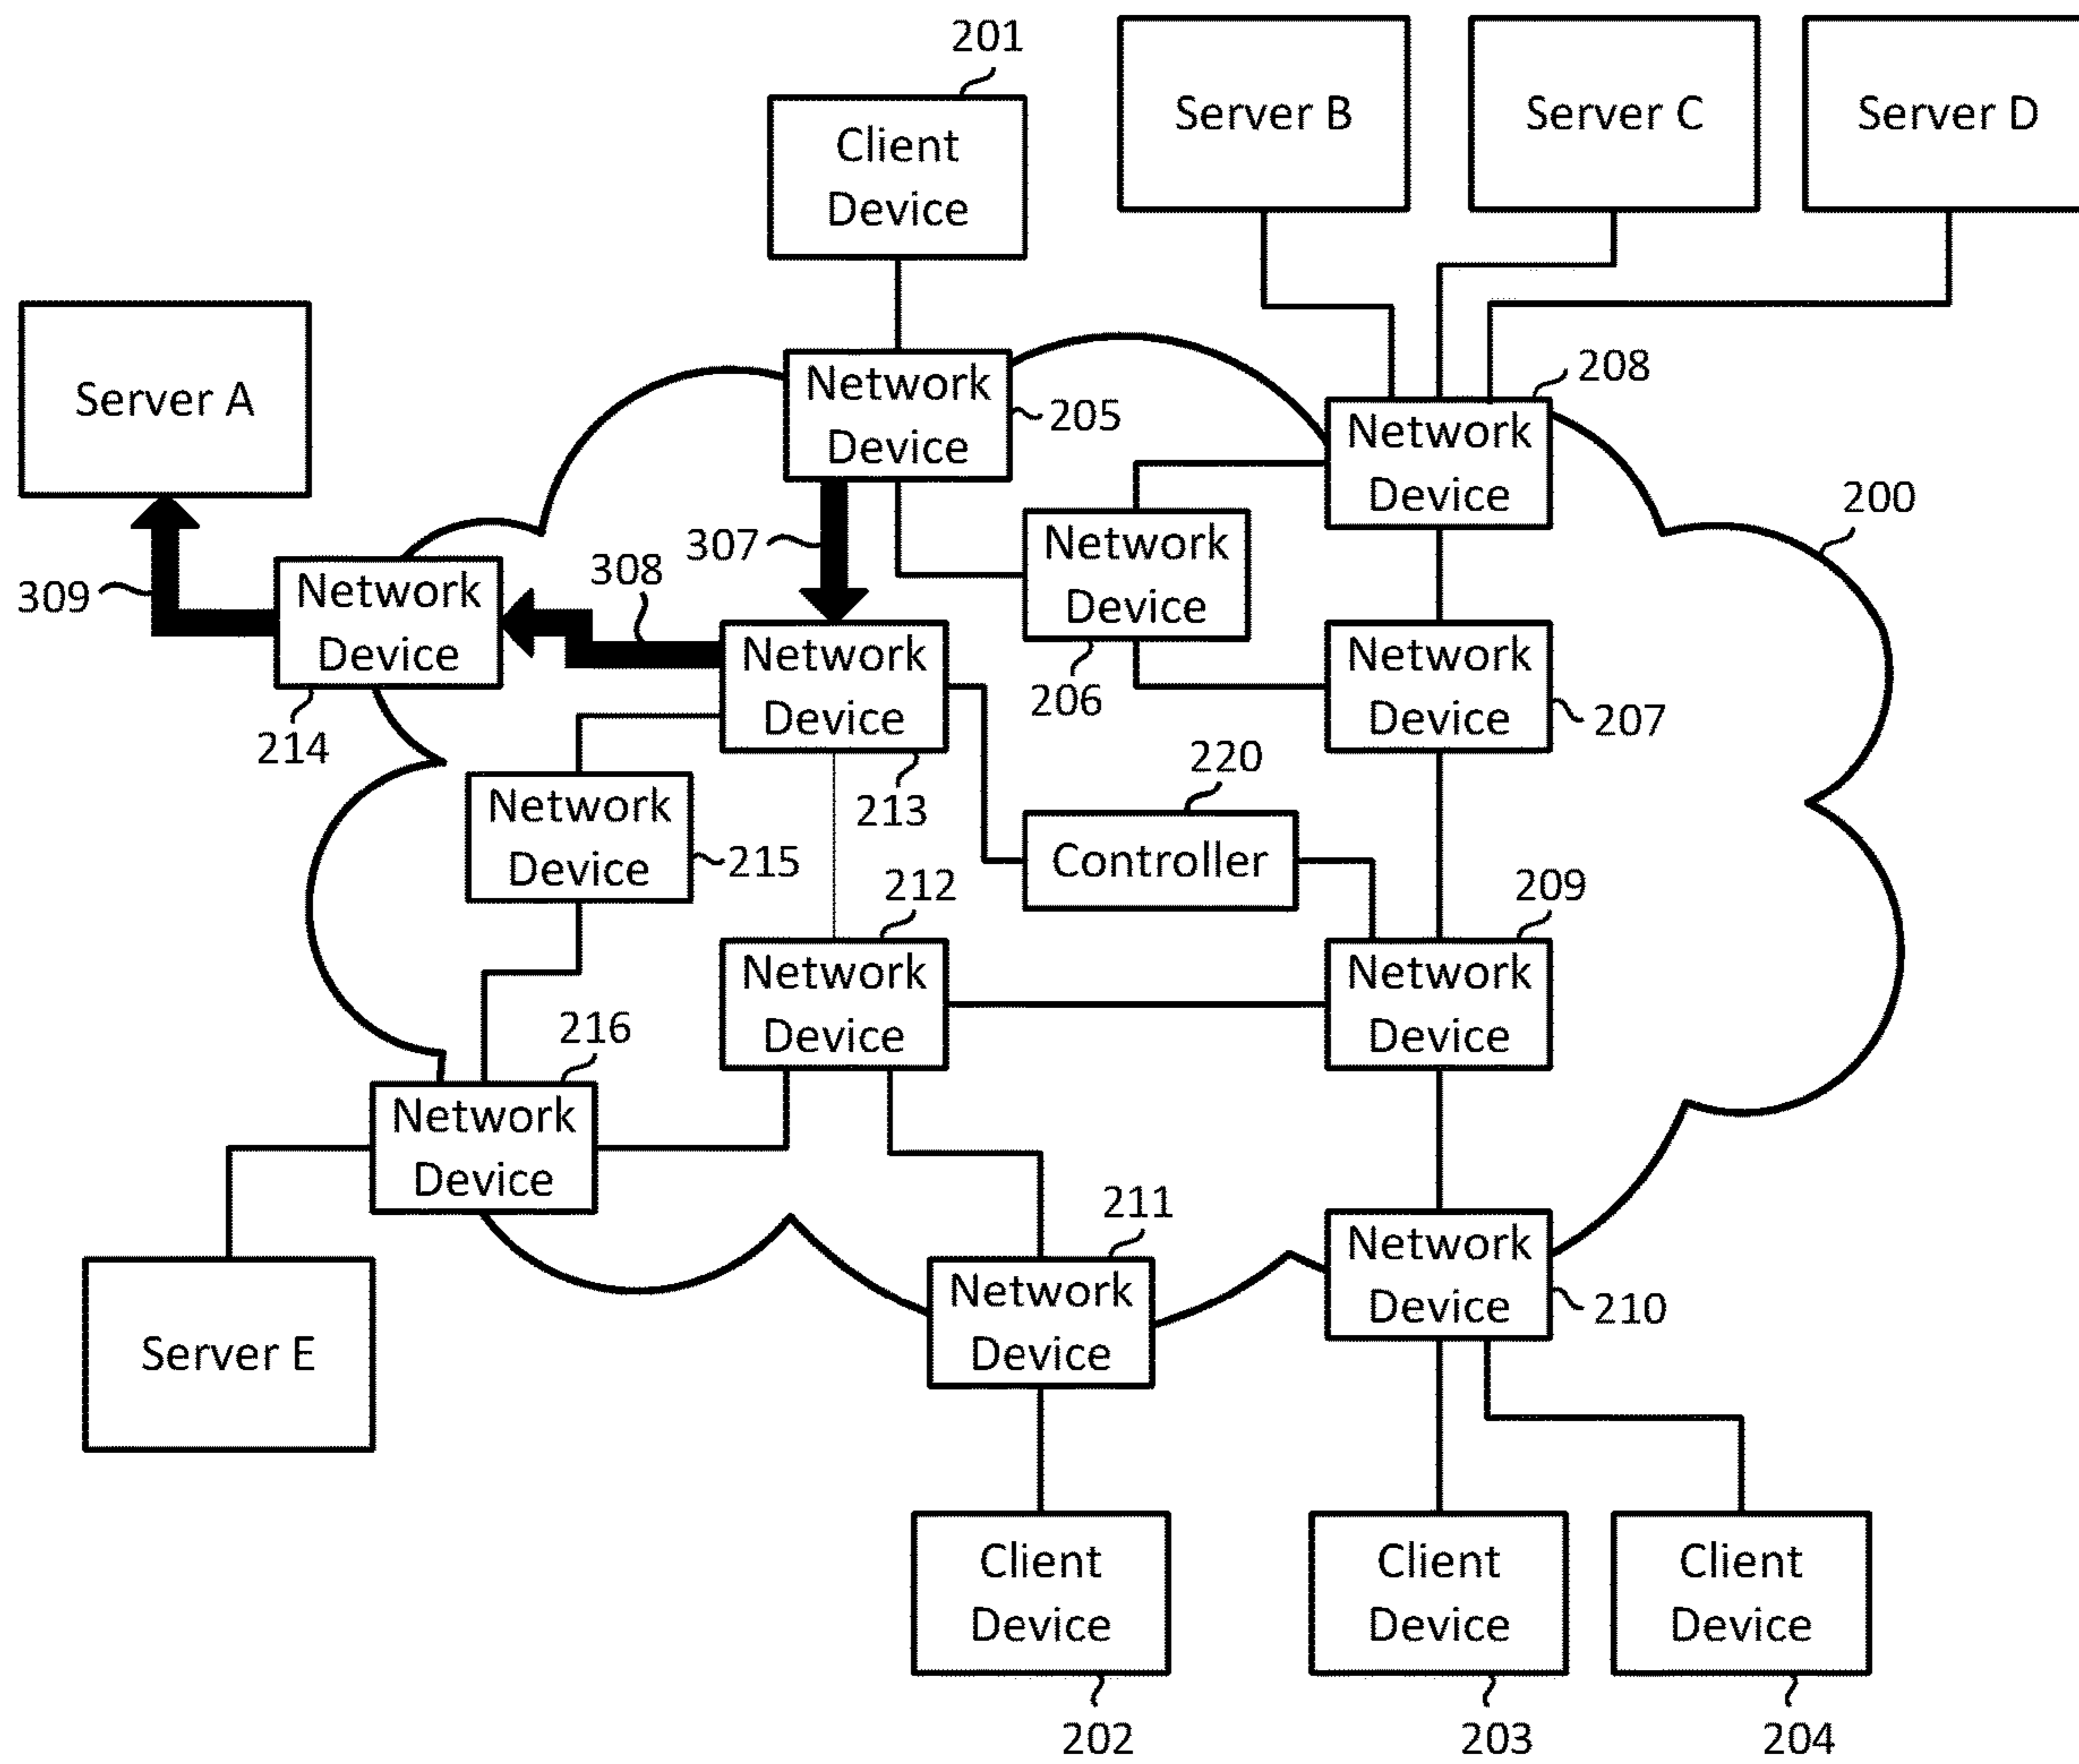 201
Client
Device
Server B
Server C
Server D
Server A
Network
Device
205
Network
Device
208
200
307
308
309
Network
Device
214
Network
Device
206
Network
Device
213
Network
Device
207
220
Controller
Network
Device
215
212
Network
Device
209
Network
Device
216
Network
Device
Server E
211
Network
Device
Network
Device
210
Client
Device
202
Client
Device
203
Client
Device
204